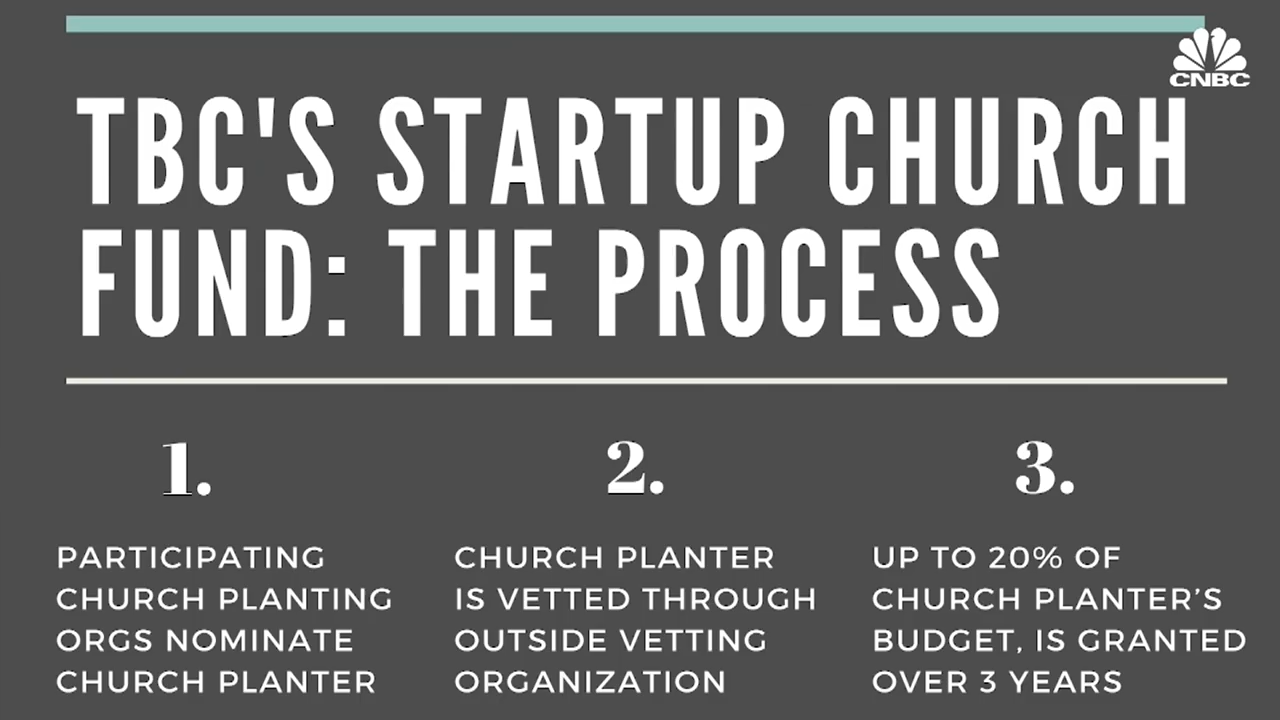 CNBC
TBC'S STARTUP CHURCH
FUND: THE PROCESS
1.
PARTICIPATING
CHURCH PLANTING
ORGS NOMINATE
CHURCH PLANTER
2.
CHURCH PLANTER
IS VETTED THROUGH
OUTSIDE VETTING
ORGANIZATION
3.
UP TO 20% OF
CHURCH PLANTER’S
BUDGET, IS GRANTED
OVER 3 YEARS